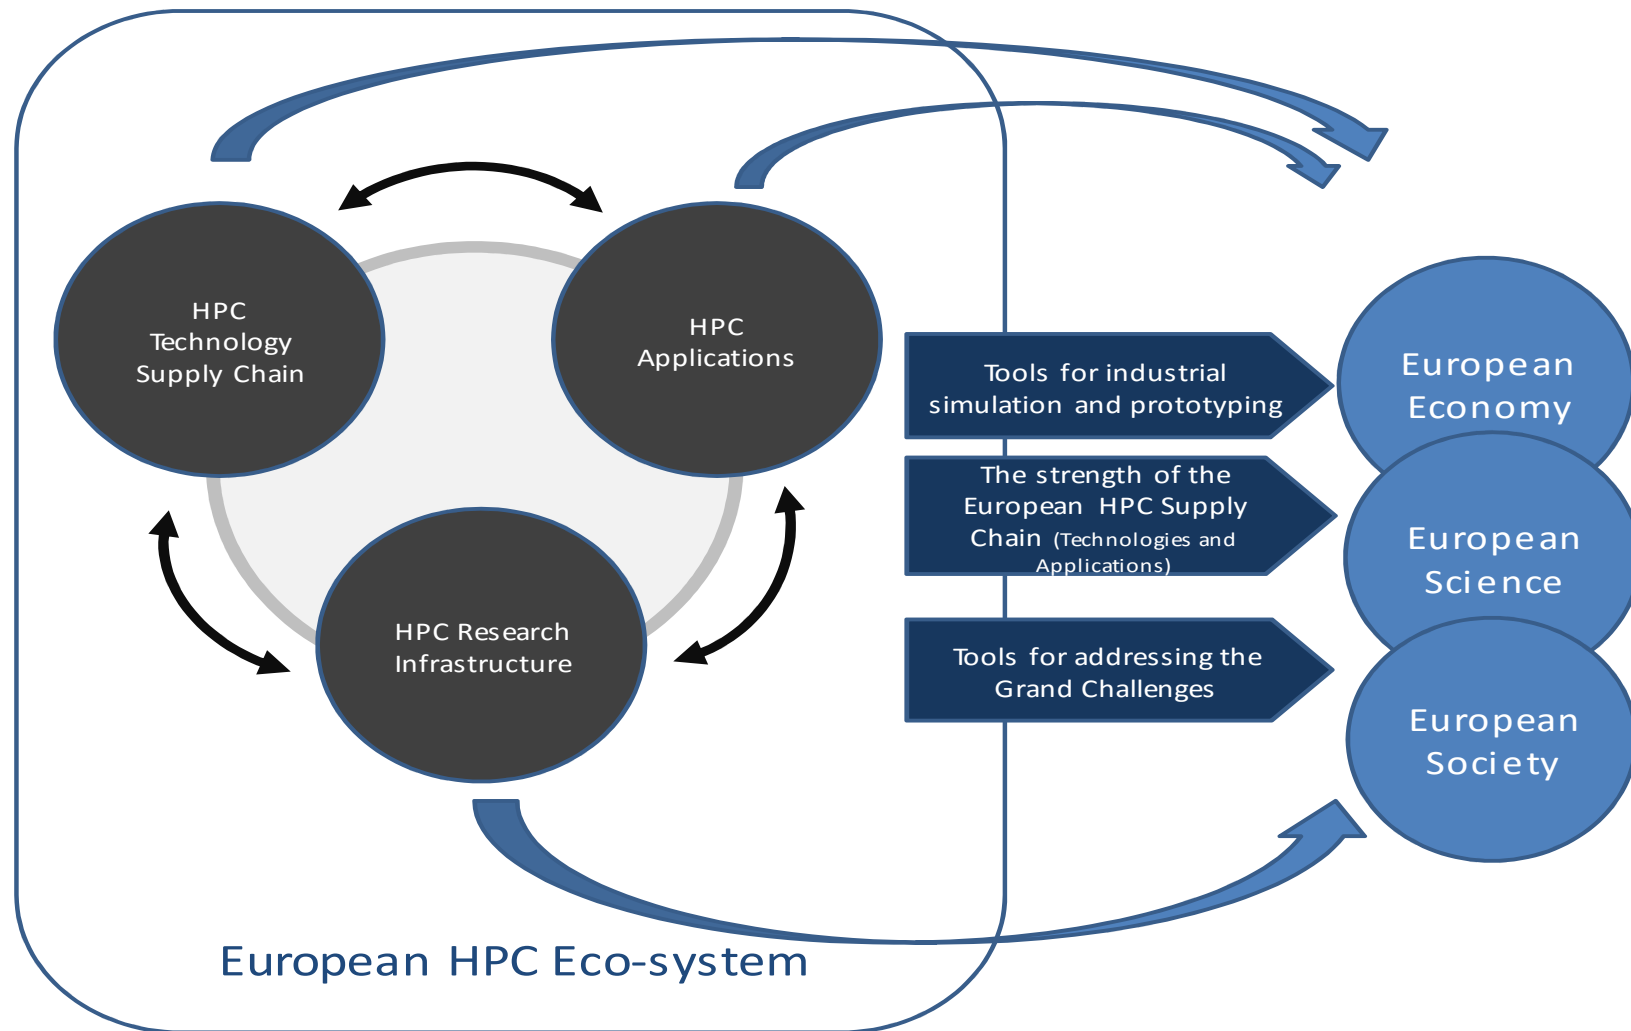 HPC
Technology
Supply Chain
HPC
Applications
HPC Research
Infrastructure
Tools for industrial
simulation and prototyping
The strength of the
European HPC Supply
Chain (Technologies and
Applications)
Tools for addressing the
Grand Challenges
European
Economy
European
Science
European
Society
European HPC Eco-system